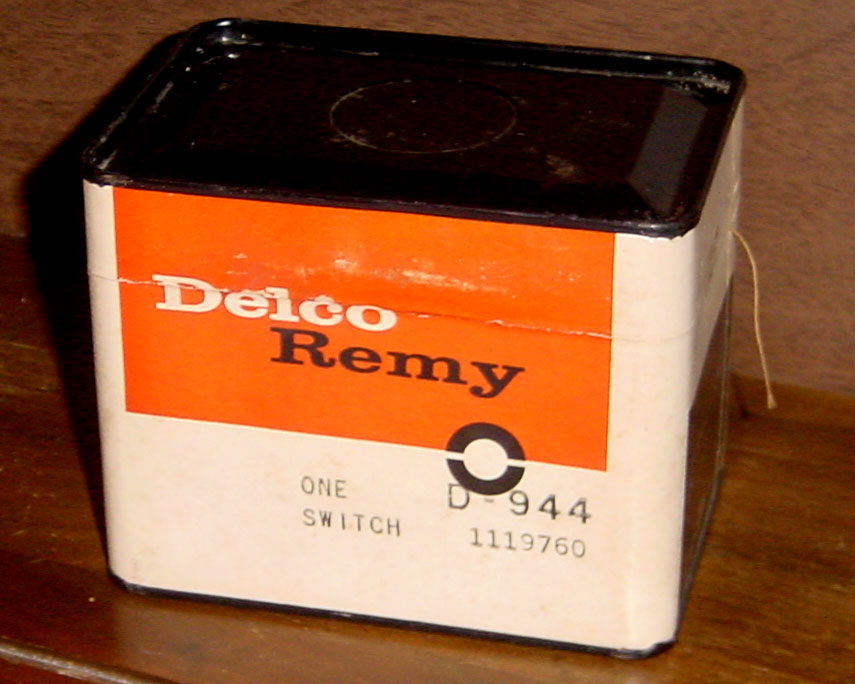 Delco
Remy
ONE D-944
SWITCH 1119760